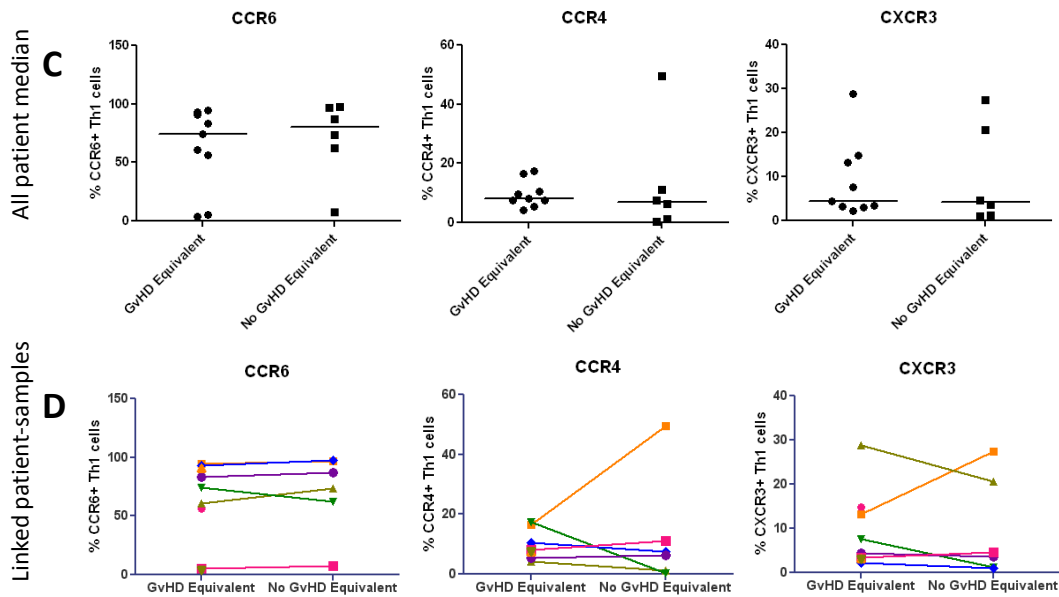 C
All patient median
CCR6
% CCR6+ Th1 cells
150
100
50
0
GvHD Equivalent
No GvHD Equivalent
CCR4
% CCR4+ Th1 cells
60
40
20
0
GvHD Equivalent
No GvHD Equivalent
CXCR3
% CXCR3+ Th1 cells
40
30
20
10
0
GvHD Equivalent
No GvHD Equivalent
D
Linked patient-samples
CCR6
% CCR6+ Th1 cells
150
100
50
0
GvHD Equivalent No GvHD Equivalent
CCR4
% CCR4+ Th1 cells
60
40
20
0
GvHD Equivalent No GvHD Equivalent
CXCR3
% CXCR3+ Th1 cells
40
30
20
10
0
GvHD Equivalent No GvHD Equivalent